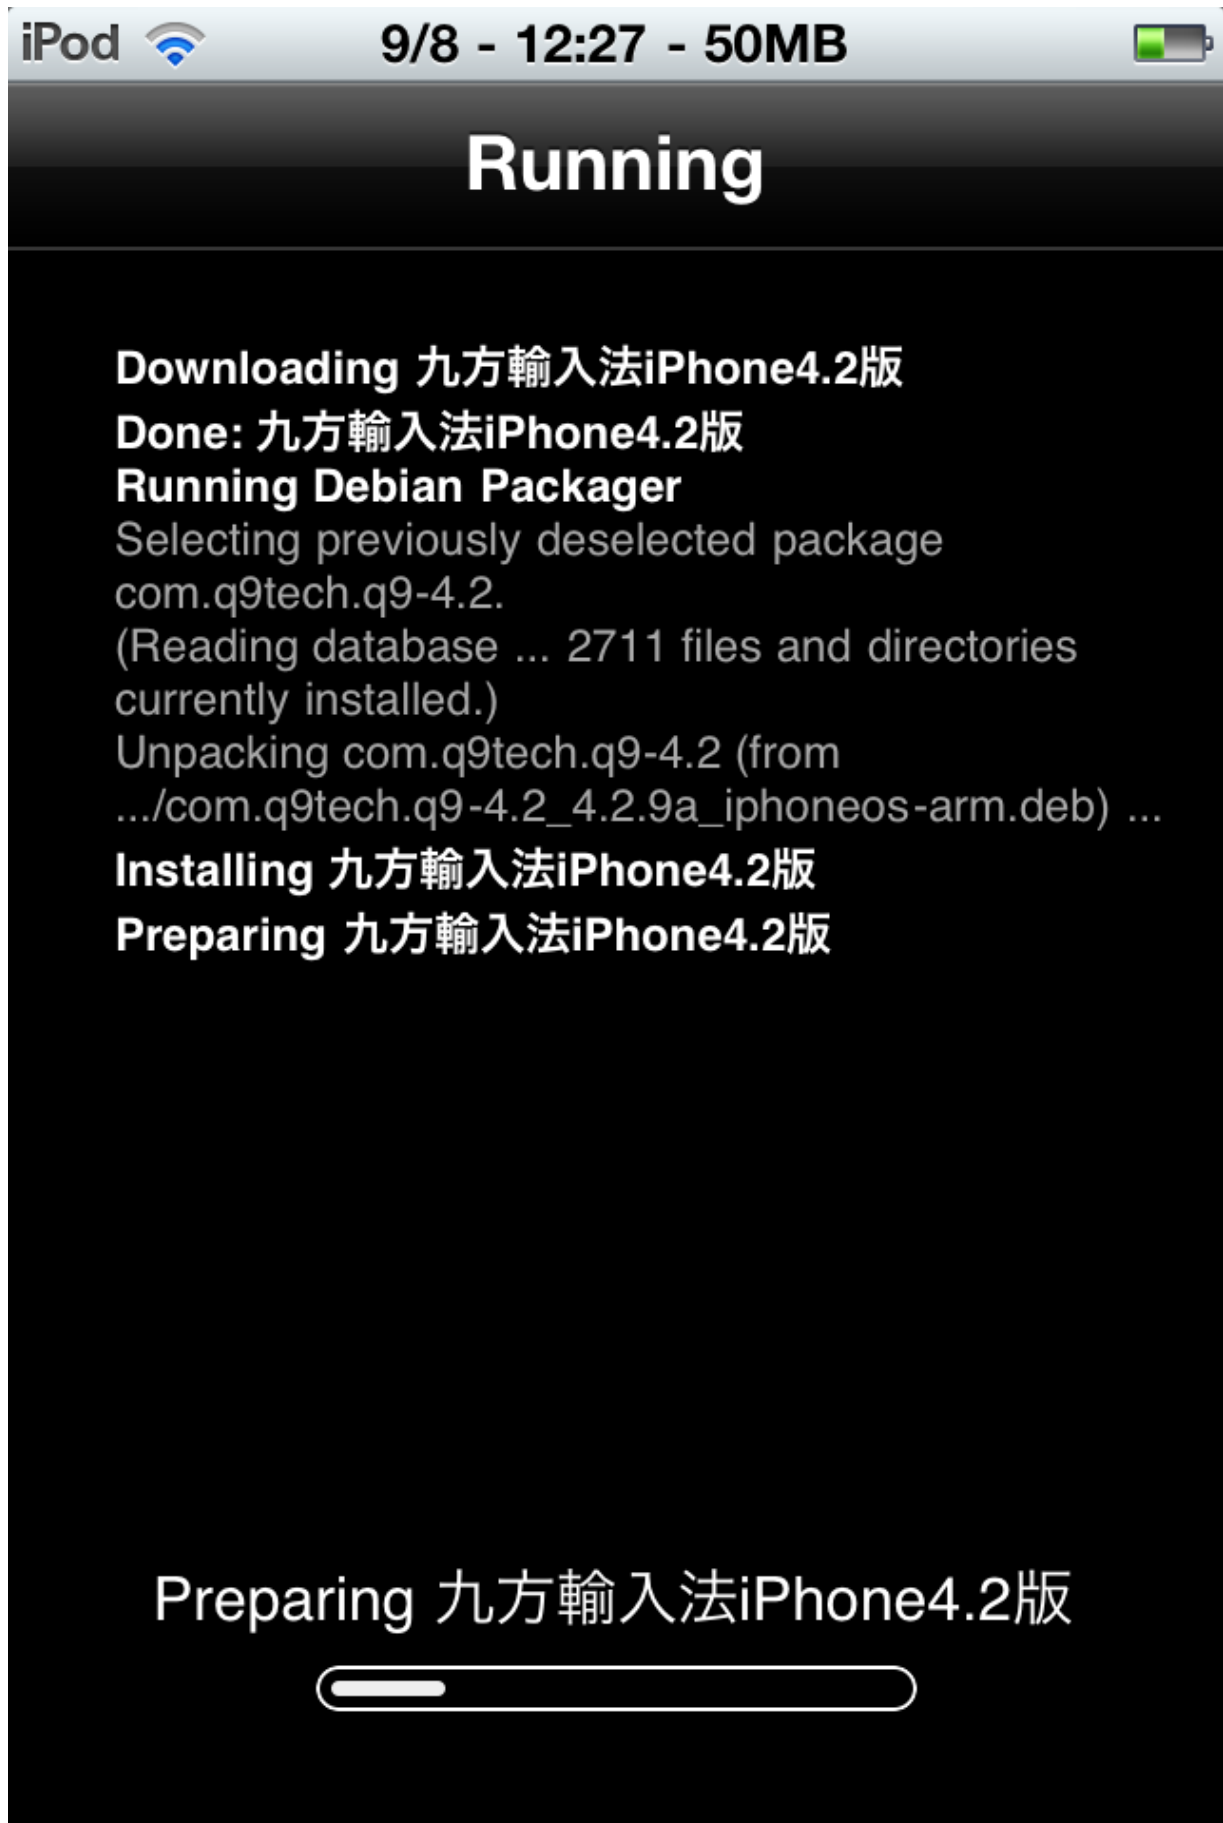 iPod 9/8 - 12:27 - 50MB
Running
Downloading 九方輸入法iPhone4.2版
Done: 九方輸入法iPhone4.2版
Running Debian Packager
Selecting previously deselected package
com.q9tech.q9-4.2.
(Reading database ... 2711 files and directories
currently installed.)
Unpacking com.q9tech.q9-4.2 (from
.../com.q9tech.q9-4.2_4.2.9a_iphoneos-arm.deb) ...
Installing 九方輸入法iPhone4.2版
Preparing 九方輸入法iPhone4.2版
Preparing 九方輸入法iPhone4.2版